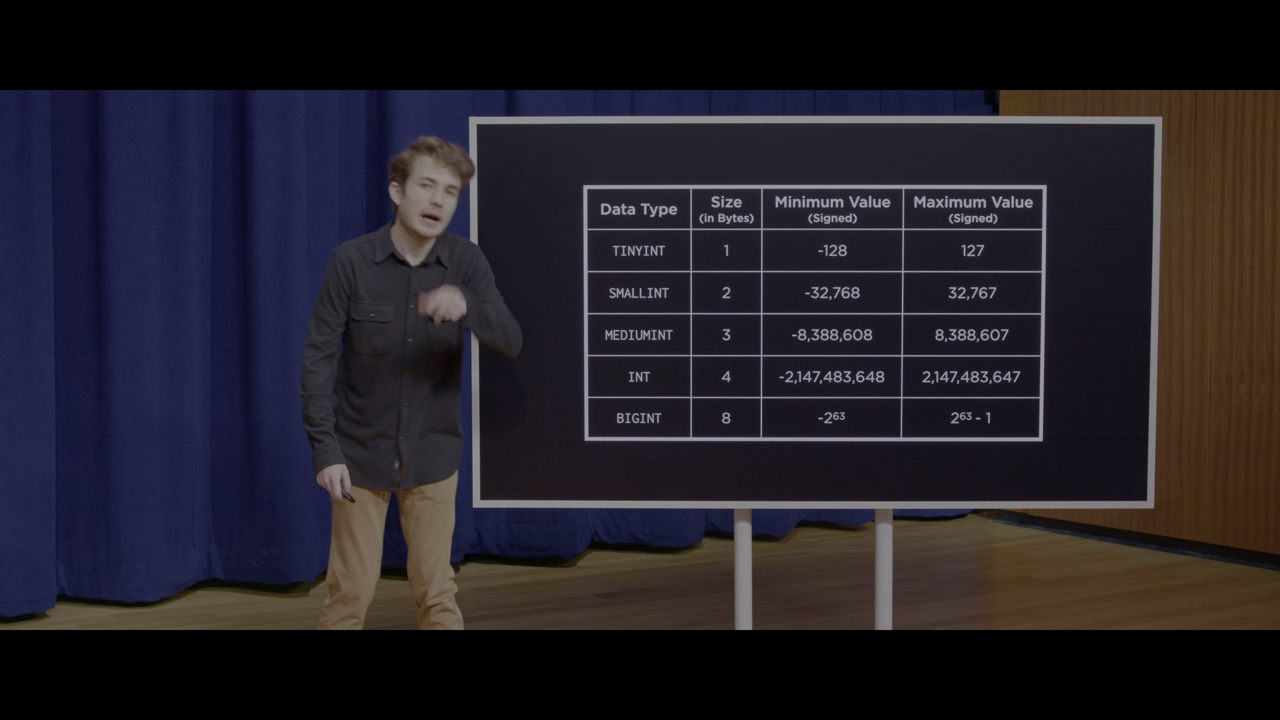 Data Type Size Minimum Value Maximum Value
(in Bytes) (Signed) (Signed)
TINYINT 1 -128 127
SMALLINT 2 -32,768 32,767
MEDIUMINT 3 -8,388,608 8,388,607
INT 4 -2,147,483,648 2,147,483,647
BIGINT 8 -2⁶³ 2⁶³ - 1